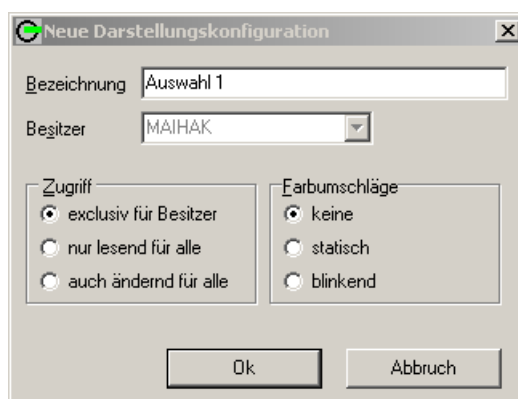 Neue Darstellungskonfiguration
Bezeichnung Auswahl 1
Besitzer MAIHAK
Zugriff
exclusiv für Besitzer
nur lesend für alle
auch ändernd für alle
Farbumschläge
keine
statisch
blinkend
Ok Abbruch